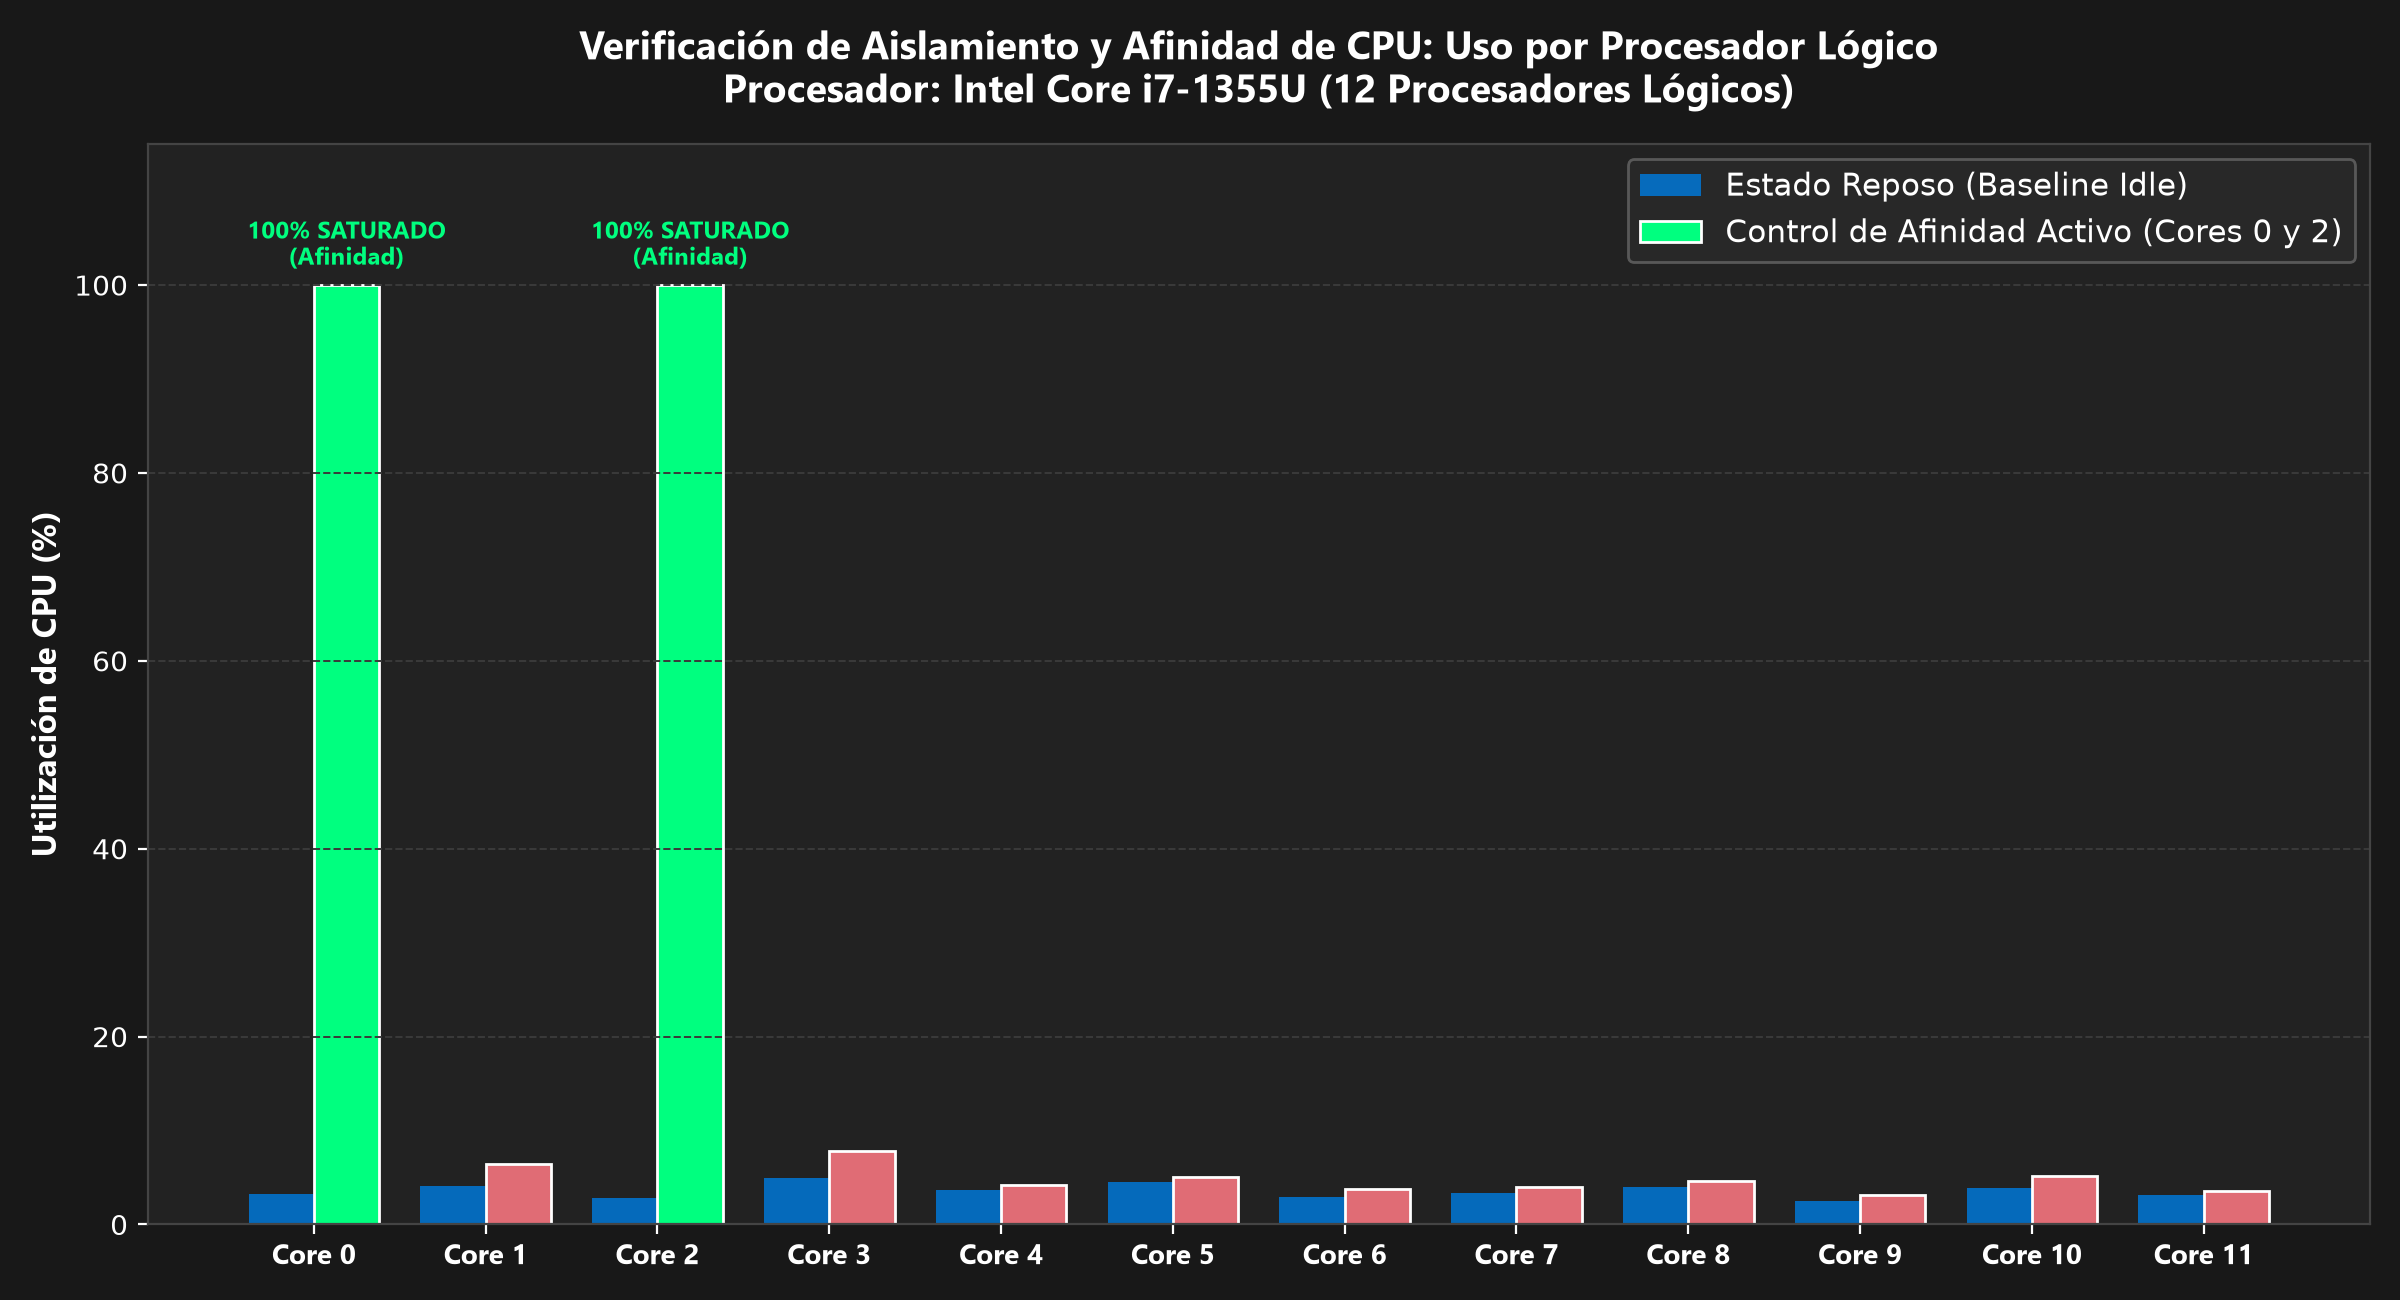 Verificación de Aislamiento y Afinidad de CPU: Uso por Procesador Lógico
Procesador: Intel Core i7-1355U (12 Procesadores Lógicos)
Estado Reposo (Baseline Idle)
Control de Afinidad Activo (Cores 0 y 2)
100% SATURADO
(Afinidad)
100% SATURADO
(Afinidad)
Utilización de CPU (%)
100
80
60
40
20
0
Core 0
Core 1
Core 2
Core 3
Core 4
Core 5
Core 6
Core 7
Core 8
Core 9
Core 10
Core 11